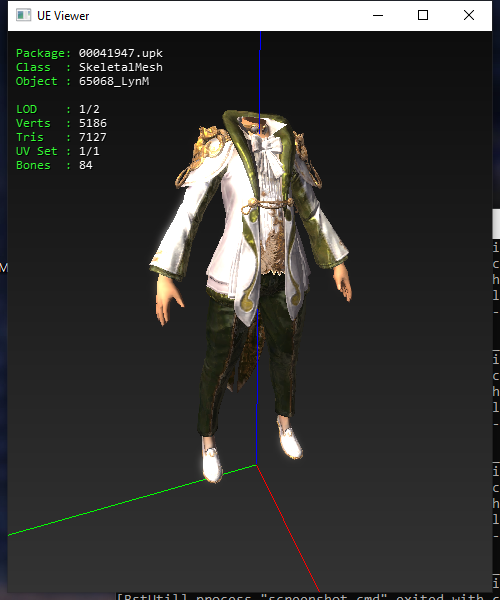 UE Viewer
Package: 00041947.upk
Class : SkeletalMesh
Object : 65068_LynM
LOD : 1/2
Verts : 5186
Tris : 7127
UV Set : 1/1
Bones : 84
M
i
c
h
l
-
i
c
h
l
-
i
c
h
l
-
i
[BstUtil] process "screenshot.cmd" exited with c